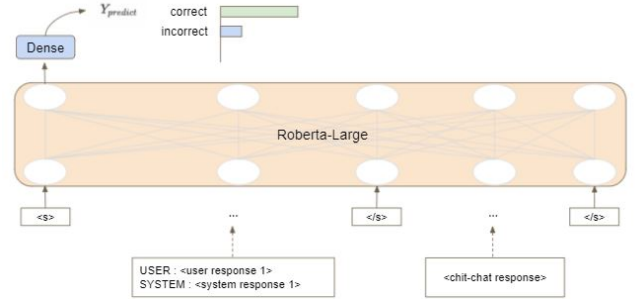 Y_predict
correct
incorrect
Dense
Roberta-Large
<s>
...
</s>
...
</s>
USER : <user response 1>
SYSTEM : <system response 1>
<chit-chat response>